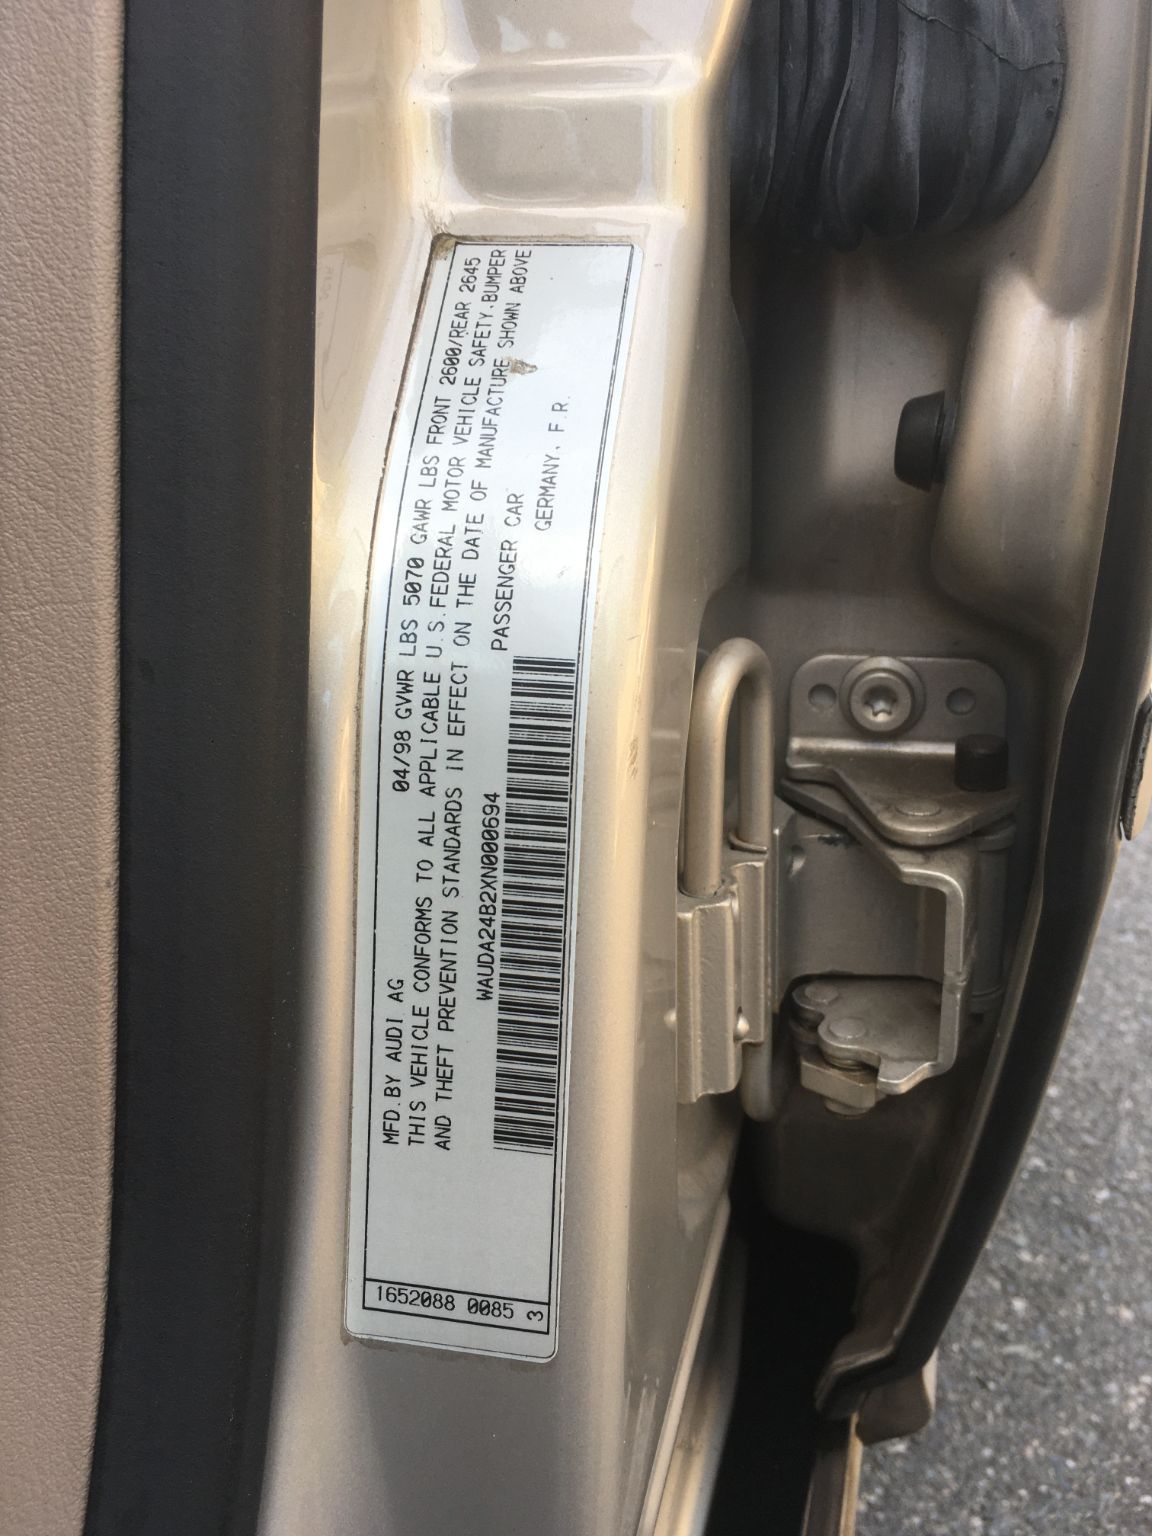 MFD.BY AUDI AG 04/98 GVWR LBS 5070 GAWR LBS FRONT 2600/REAR 2645
THIS VEHICLE CONFORMS TO ALL APPLICABLE U.S.FEDERAL MOTOR VEHICLE SAFETY.BUMPER
AND THEFT PREVENTION STANDARDS IN EFFECT ON THE DATE OF MANUFACTURE SHOWN ABOVE
WAUDA24B2XN000694 PASSENGER CAR
GERMANY, F.R.
1652088 0085 3